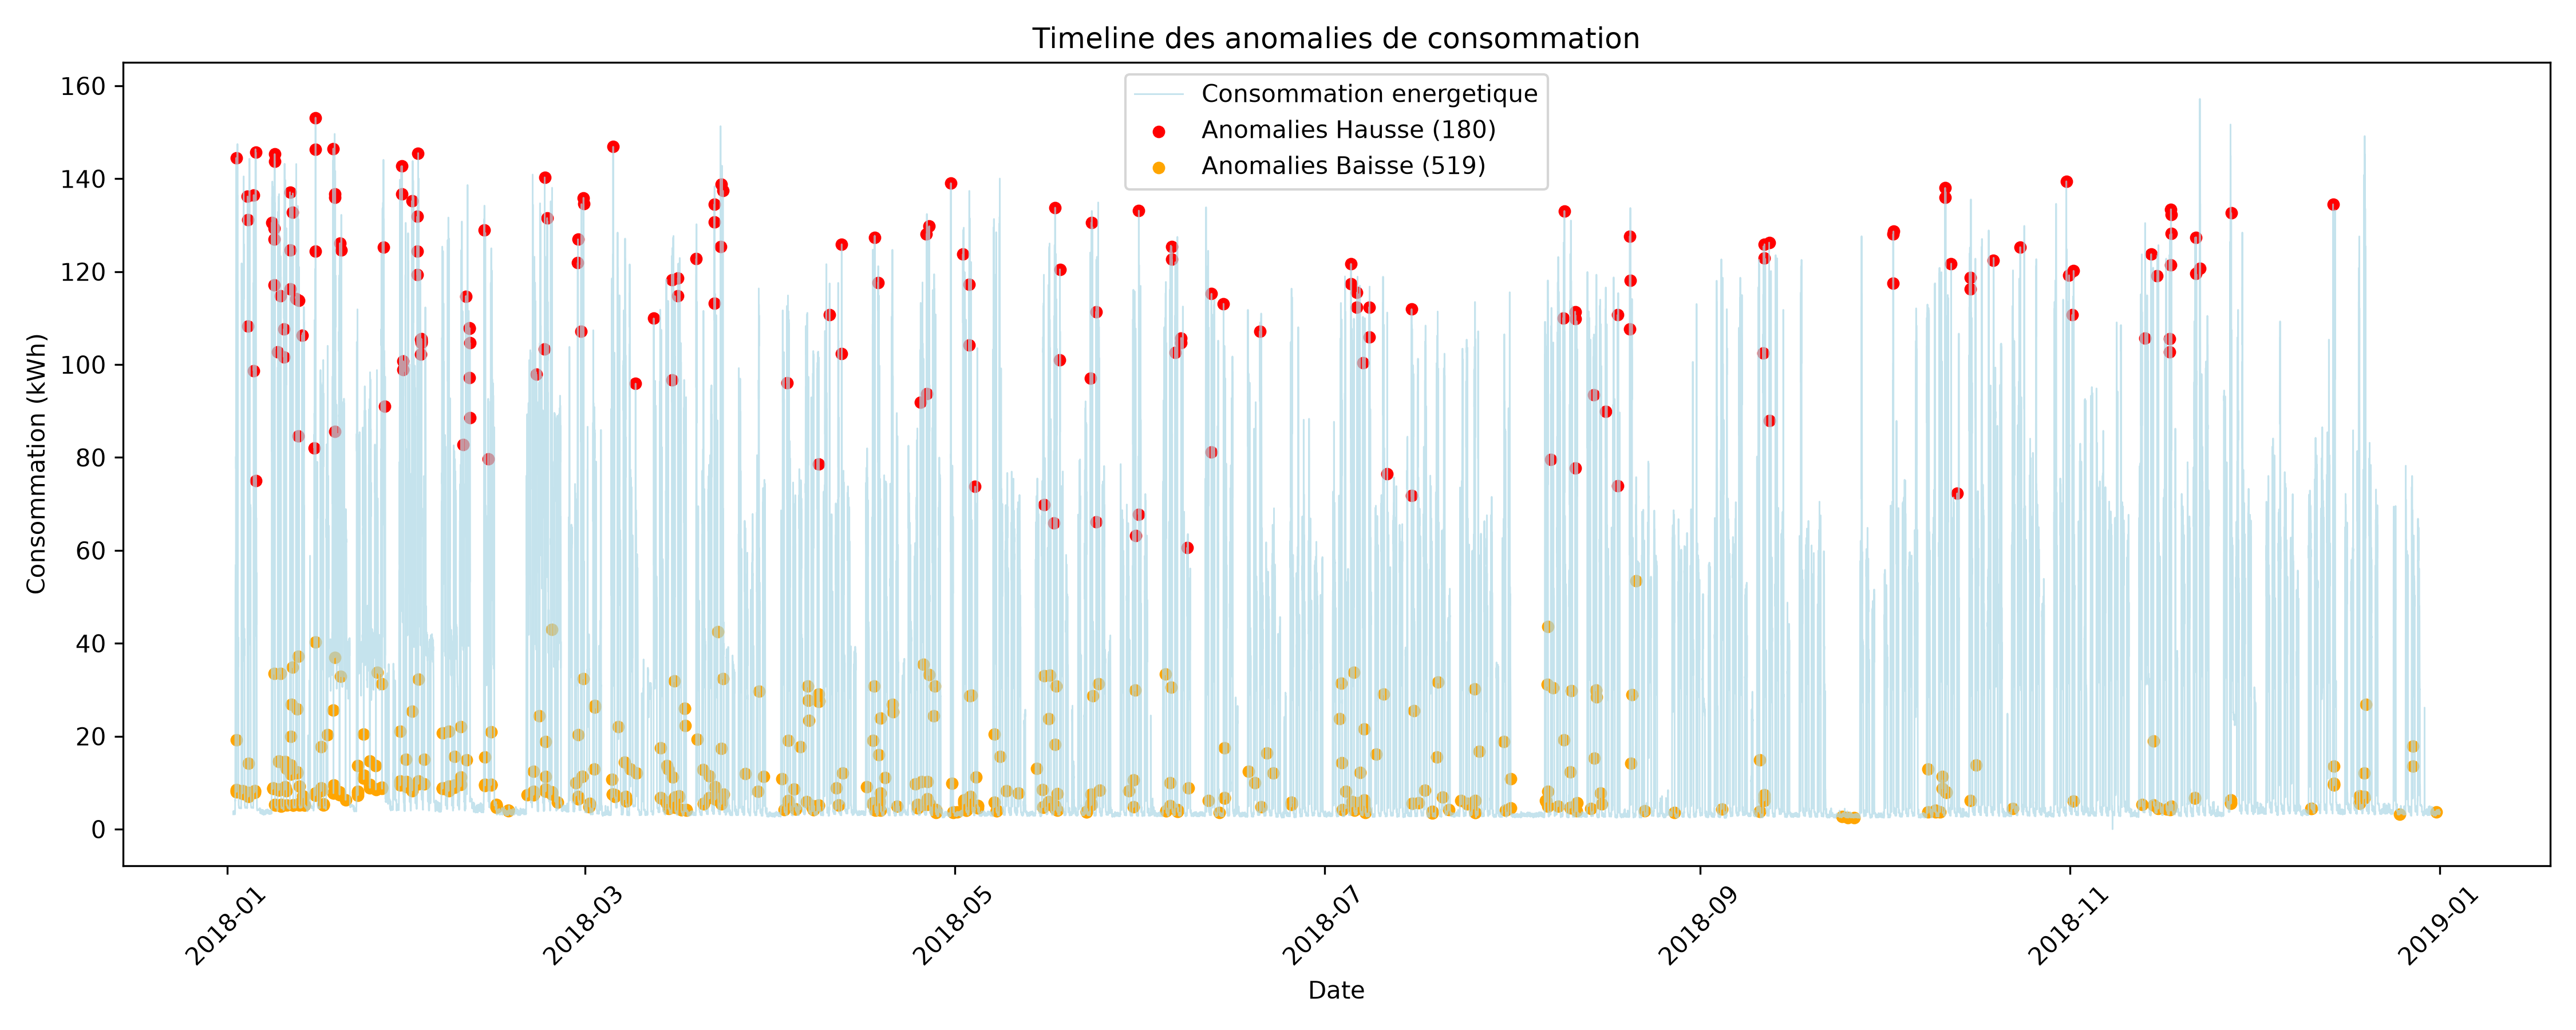 Timeline des anomalies de consommation
Consommation energetique
Anomalies Hausse (180)
Anomalies Baisse (519)
Consommation (kWh)
160
140
120
100
80
60
40
20
0
2018-01
2018-03
2018-05
2018-07
2018-09
2018-11
2019-01
Date